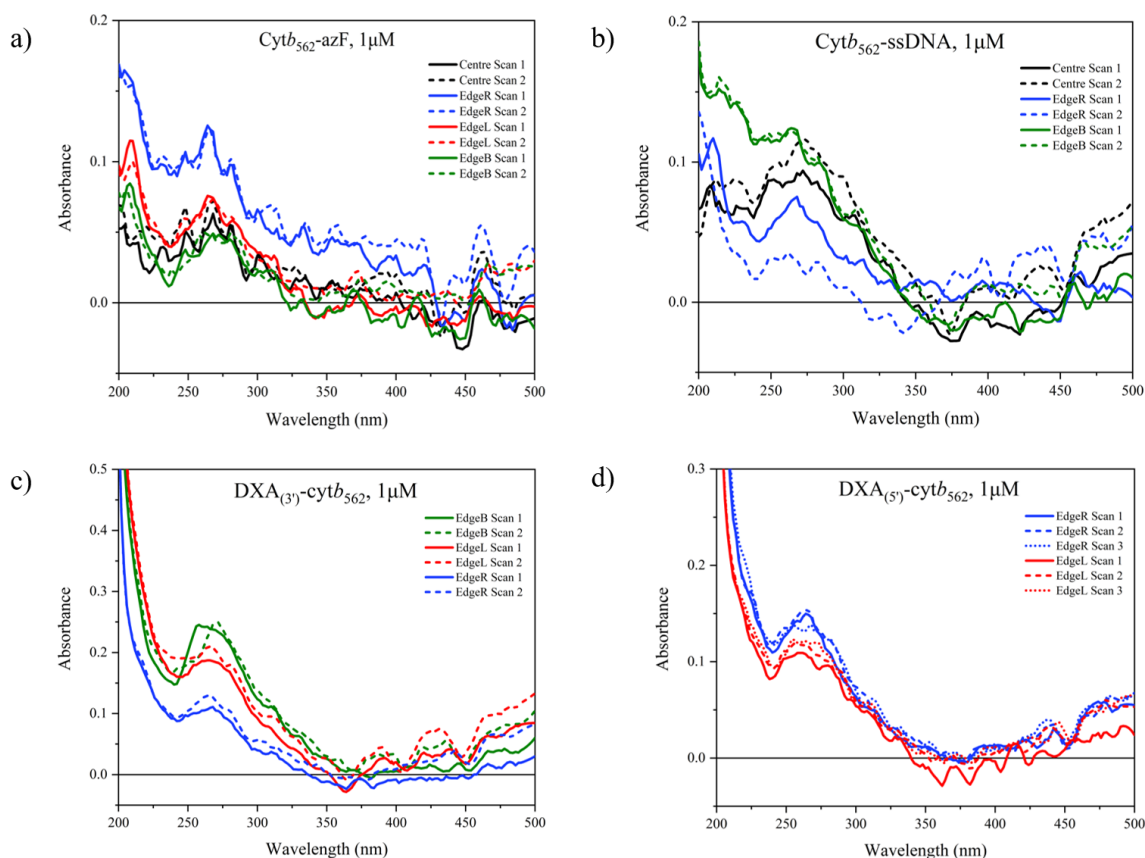 a)
Cytb562-azF, 1μM
Centre Scan 1
Centre Scan 2
EdgeR Scan 1
EdgeR Scan 2
EdgeL Scan 1
EdgeL Scan 2
EdgeB Scan 1
EdgeB Scan 2
0.2
0.1
0.0
Absorbance
200 250 300 350 400 450 500
Wavelength (nm)
b)
Cytb562-ssDNA, 1μM
Centre Scan 1
Centre Scan 2
EdgeR Scan 1
EdgeR Scan 2
EdgeB Scan 1
EdgeB Scan 2
0.2
0.1
0.0
Absorbance
200 250 300 350 400 450 500
Wavelength (nm)
c)
DXA(3')-cytb562, 1μM
EdgeB Scan 1
EdgeB Scan 2
EdgeL Scan 1
EdgeL Scan 2
EdgeR Scan 1
EdgeR Scan 2
0.5
0.4
0.3
0.2
0.1
0.0
Absorbance
200 250 300 350 400 450 500
Wavelength (nm)
d)
DXA(5')-cytb562, 1μM
EdgeR Scan 1
EdgeR Scan 2
EdgeR Scan 3
EdgeL Scan 1
EdgeL Scan 2
EdgeL Scan 3
0.3
0.2
0.1
0.0
Absorbance
200 250 300 350 400 450 500
Wavelength (nm)